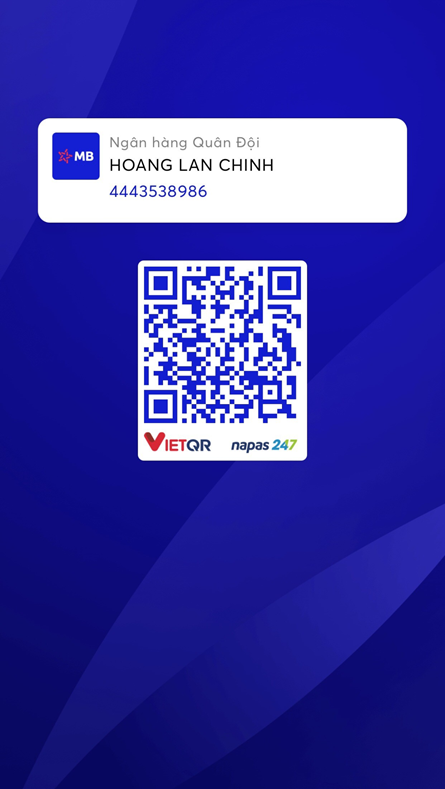 MB
Ngân hàng Quân Đội
HOANG LAN CHINH
4443538986
VIETQR
napas 247